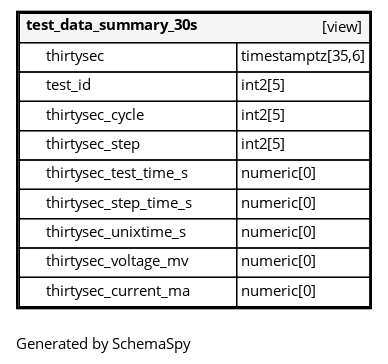 test_data_summary_30s [view]
thirtysec timestamptz[35,6]
test_id int2[5]
thirtysec_cycle int2[5]
thirtysec_step int2[5]
thirtysec_test_time_s numeric[0]
thirtysec_step_time_s numeric[0]
thirtysec_unixtime_s numeric[0]
thirtysec_voltage_mv numeric[0]
thirtysec_current_ma numeric[0]
Generated by SchemaSpy